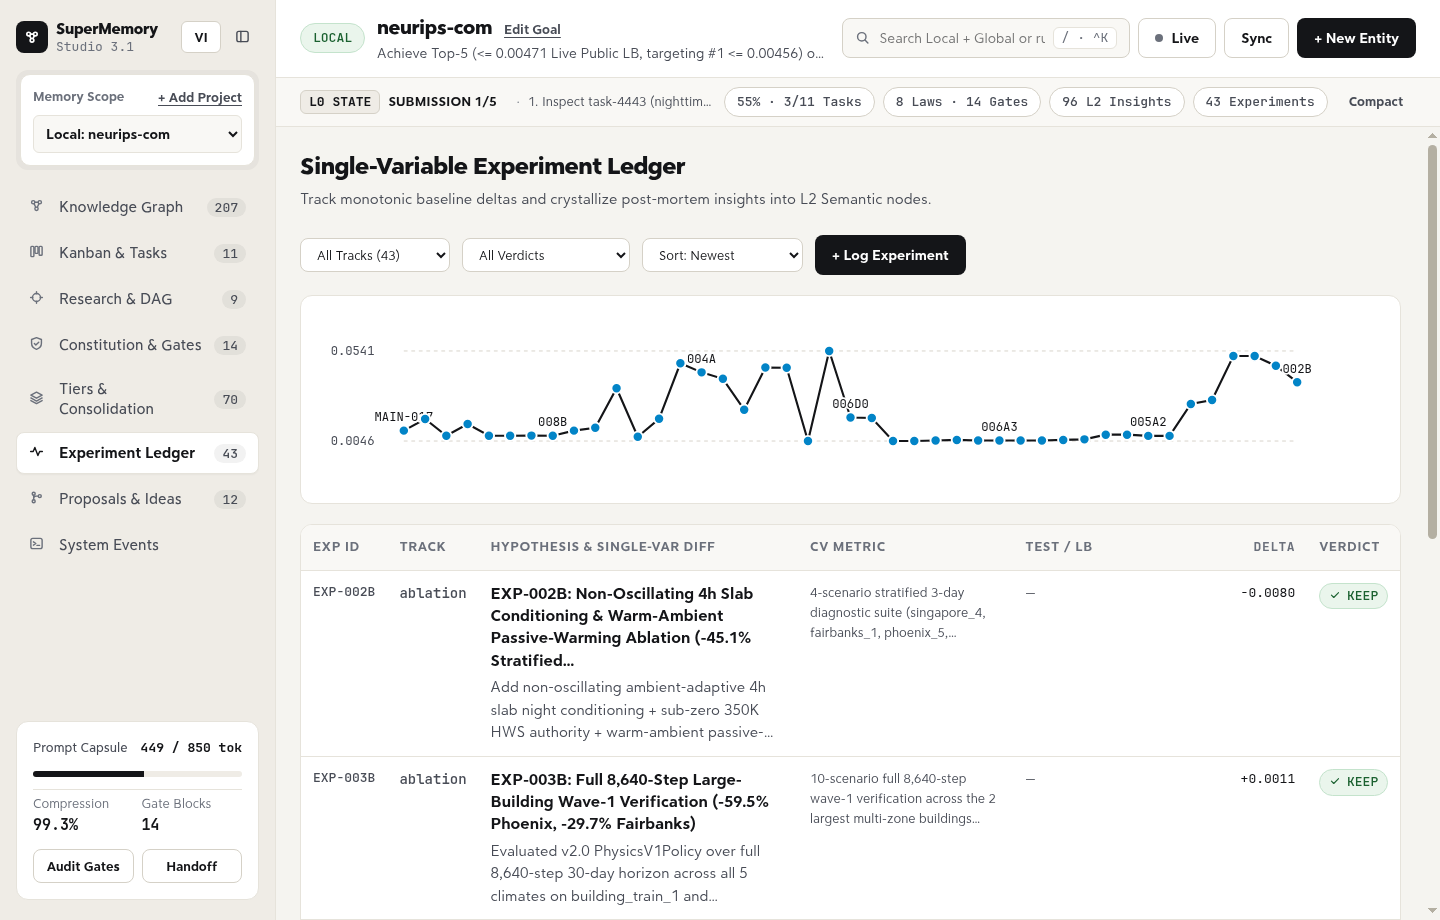 SuperMemory
Studio 3.1
VI
Memory Scope
+ Add Project
Local: neurips-com
Knowledge Graph 207
Kanban & Tasks 11
Research & DAG 9
Constitution & Gates 14
Tiers &
Consolidation 70
Experiment Ledger 43
Proposals & Ideas 12
System Events
Prompt Capsule 449 / 850 tok
Compression Gate Blocks
99.3% 14
Audit Gates Handoff
LOCAL
neurips-com Edit Goal
Achieve Top-5 (<= 0.00471 Live Public LB, targeting #1 <= 0.00456) o...
Search Local + Global or ru / · ^K
Live
Sync
+ New Entity
L0 STATE SUBMISSION 1/5 · 1. Inspect task-4443 (nighttim...
55% · 3/11 Tasks
8 Laws · 14 Gates
96 L2 Insights
43 Experiments
Compact
Single-Variable Experiment Ledger
Track monotonic baseline deltas and crystallize post-mortem insights into L2 Semantic nodes.
All Tracks (43)
All Verdicts
Sort: Newest
+ Log Experiment
0.0541
0.0046
MAIN-017
008B
004A
006D0
006A3
005A2
002B
EXP ID TRACK HYPOTHESIS & SINGLE-VAR DIFF CV METRIC TEST / LB DELTA VERDICT
EXP-002B ablation
EXP-002B: Non-Oscillating 4h Slab
Conditioning & Warm-Ambient
Passive-Warming Ablation (-45.1%
Stratified...
Add non-oscillating ambient-adaptive 4h
slab night conditioning + sub-zero 350K
HWS authority + warm-ambient passive-...
4-scenario stratified 3-day
diagnostic suite (singapore_4,
fairbanks_1, phoenix_5,...
—
-0.0080
✓ KEEP
EXP-003B ablation
EXP-003B: Full 8,640-Step Large-
Building Wave-1 Verification (-59.5%
Phoenix, -29.7% Fairbanks)
Evaluated v2.0 PhysicsV1Policy over full
8,640-step 30-day horizon across all 5
climates on building_train_1 and...
10-scenario full 8,640-step
wave-1 verification across the 2
largest multi-zone buildings...
—
+0.0011
✓ KEEP